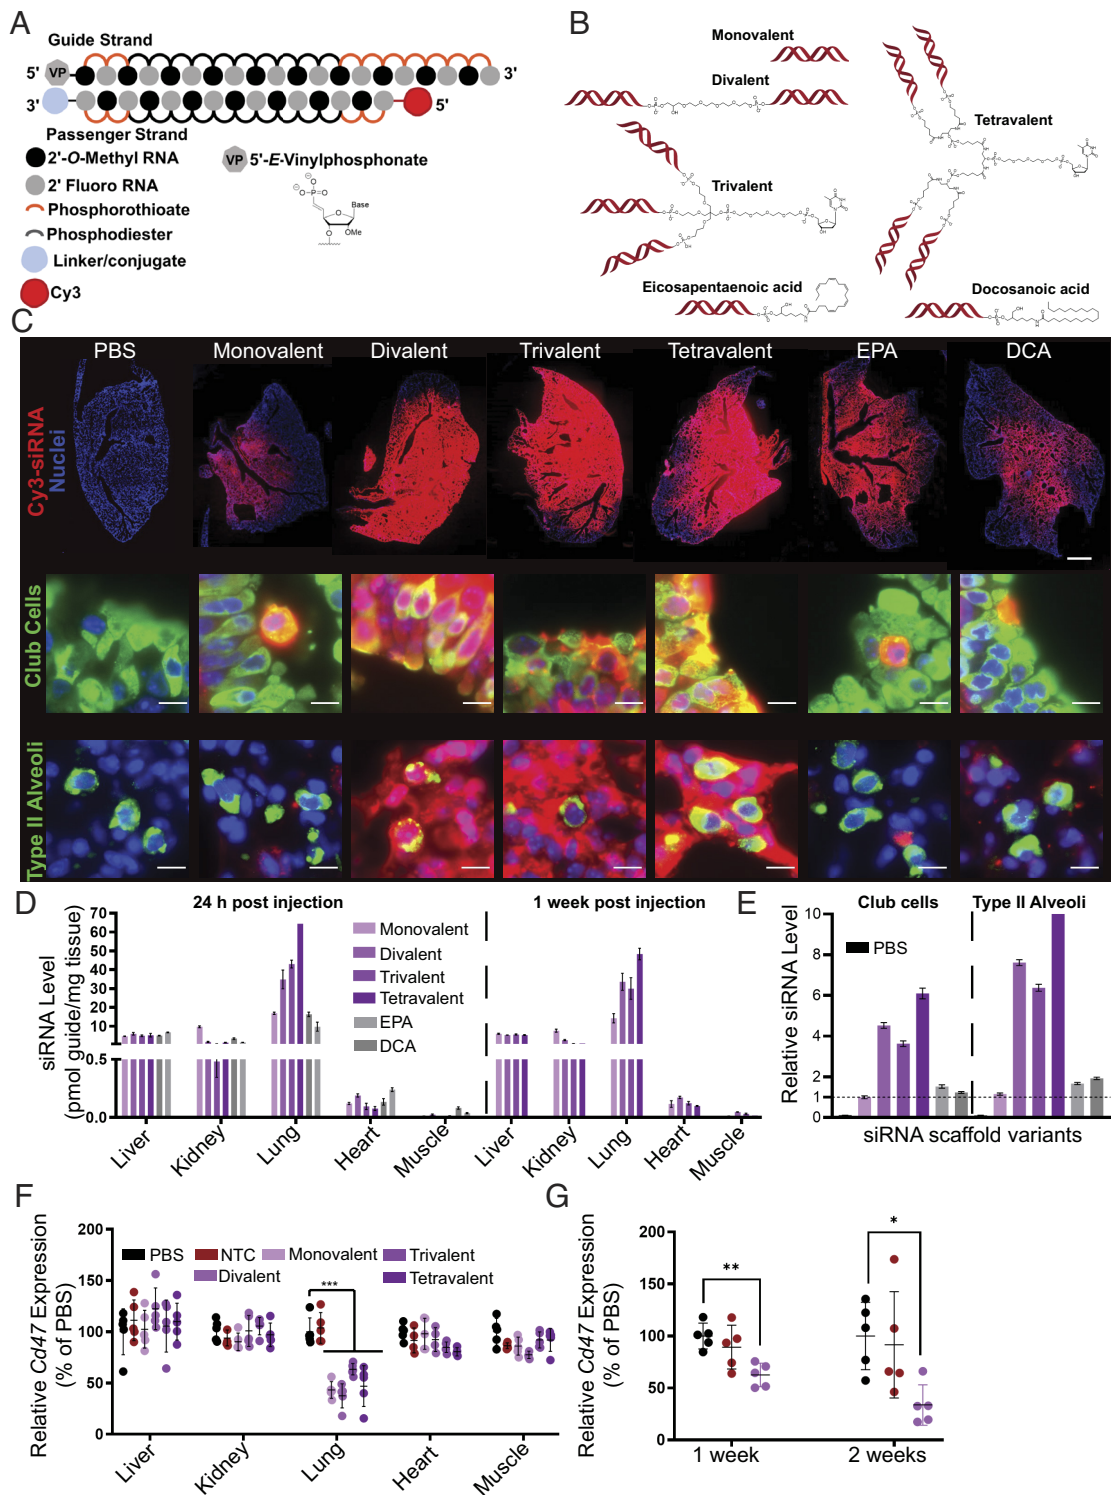 A
Guide Strand
5'
VP
3'
3'
5'
Passenger Strand
2'-O-Methyl RNA
2' Fluoro RNA
Phosphorothioate
Phosphodiester
Linker/conjugate
Cy3
VP 5'-E-Vinylphosphonate
Base
OMe
B
Monovalent
Divalent
Trivalent
Tetravalent
Eicosapentaenoic acid
Docosanoic acid
C
PBS Monovalent Divalent Trivalent Tetravalent EPA DCA
Cy3-siRNA
Nuclei
Club Cells
Type II Alveoli
D
24 h post injection
1 week post injection
siRNA Level
(pmol guide/mg tissue)
70
60
50
40
30
20
10
0.5
0.0
Monovalent
Divalent
Trivalent
Tetravalent
EPA
DCA
Liver Kidney Lung Heart Muscle Liver Kidney Lung Heart Muscle
E
Club cells Type II Alveoli
PBS
Relative siRNA Level
10
8
6
4
2
1
0
siRNA scaffold variants
F
Relative Cd47 Expression
(% of PBS)
200
150
100
50
0
PBS NTC Monovalent Trivalent
Divalent Tetravalent
***
Liver Kidney Lung Heart Muscle
G
Relative Cd47 Expression
(% of PBS)
200
150
100
50
0
**
*
1 week 2 weeks